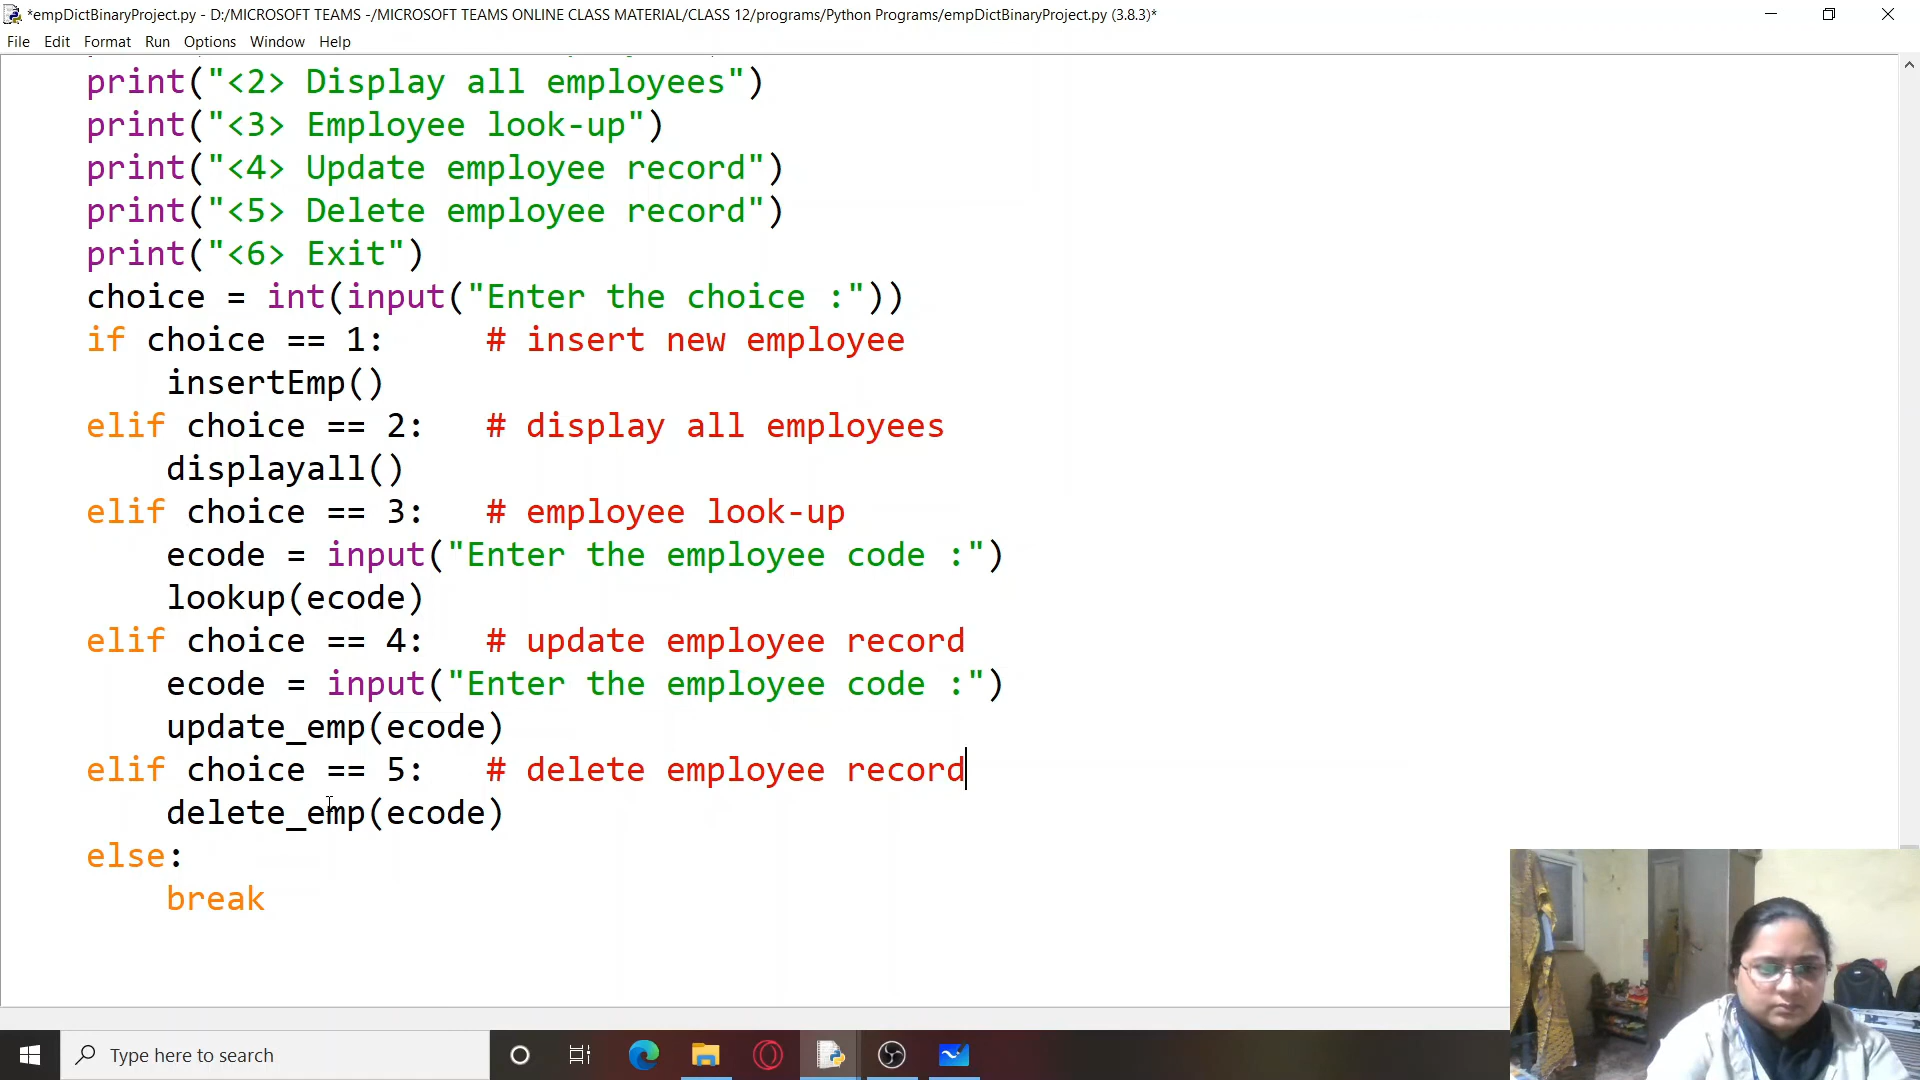 *empDictBinaryProject.py - D:/MICROSOFT TEAMS -/MICROSOFT TEAMS ONLINE CLASS MATERIAL/CLASS 12/programs/Python Programs/empDictBinaryProject.py (3.8.3)*
File Edit Format Run Options Window Help
print("<2> Display all employees")
print("<3> Employee look-up")
print("<4> Update employee record")
print("<5> Delete employee record")
print("<6> Exit")
choice = int(input("Enter the choice :"))
if choice == 1:     # insert new employee
    insertEmp()
elif choice == 2:   # display all employees
    displayall()
elif choice == 3:   # employee look-up
    ecode = input("Enter the employee code :")
    lookup(ecode)
elif choice == 4:   # update employee record
    ecode = input("Enter the employee code :")
    update_emp(ecode)
elif choice == 5:   # delete employee record
    delete_emp(ecode)
else:
    break
Type here to search